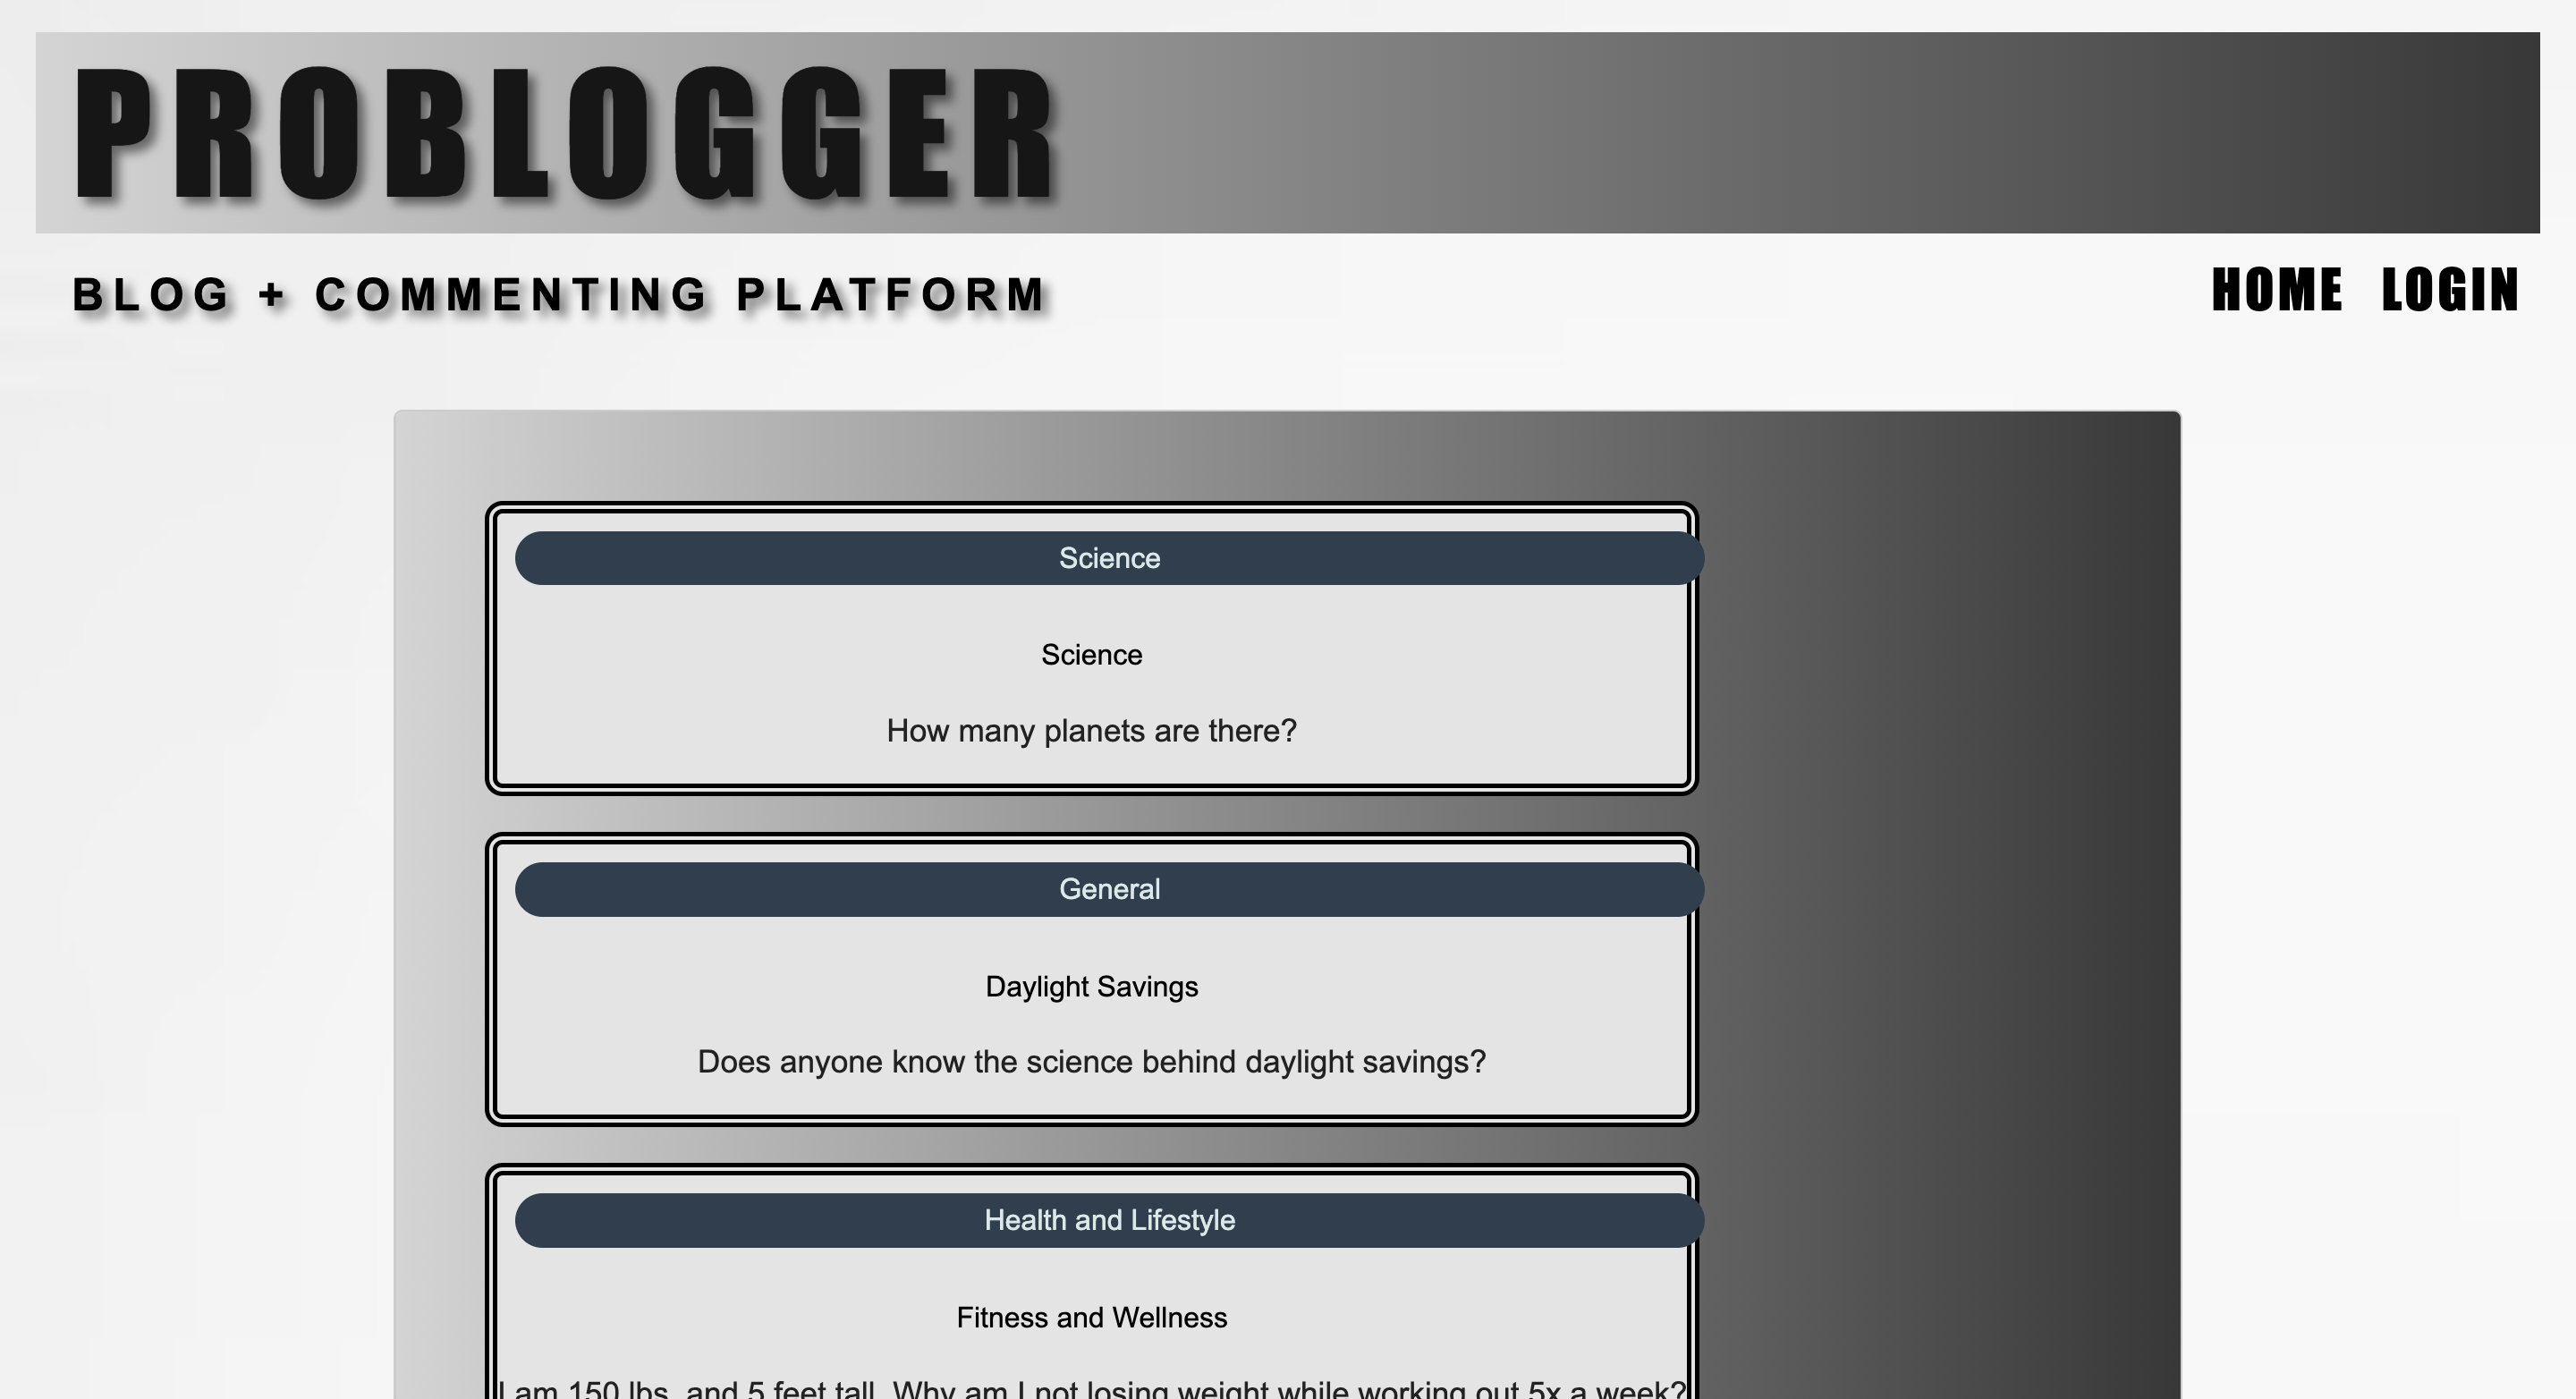 PROBLOGGER
BLOG + COMMENTING PLATFORM
HOME LOGIN
Science
Science
How many planets are there?
General
Daylight Savings
Does anyone know the science behind daylight savings?
Health and Lifestyle
Fitness and Wellness
I am 150 lbs. and 5 feet tall. Why am I not losing weight while working out 5x a week?